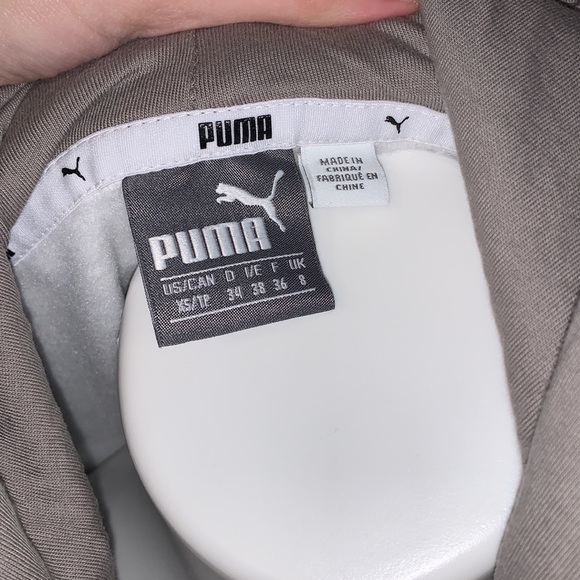 PUMA
MADE IN
CHINA/
FABRIQUÉ EN
CHINE
PUMA
US/CAN D I/E F UK
XS/TP 34 38 36 8